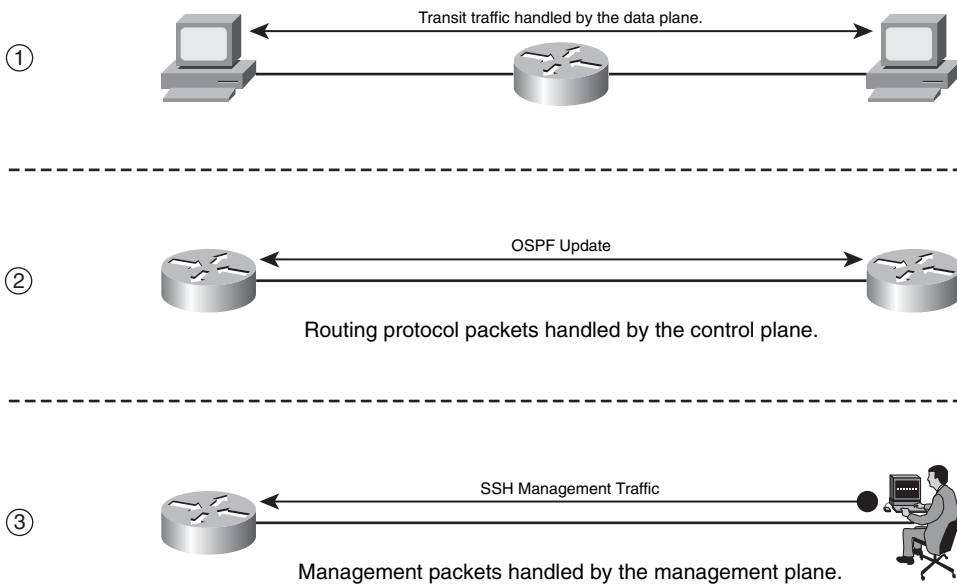 Transit traffic handled by the data plane.
1
OSPF Update
2
Routing protocol packets handled by the control plane.
SSH Management Traffic
3
Management packets handled by the management plane.